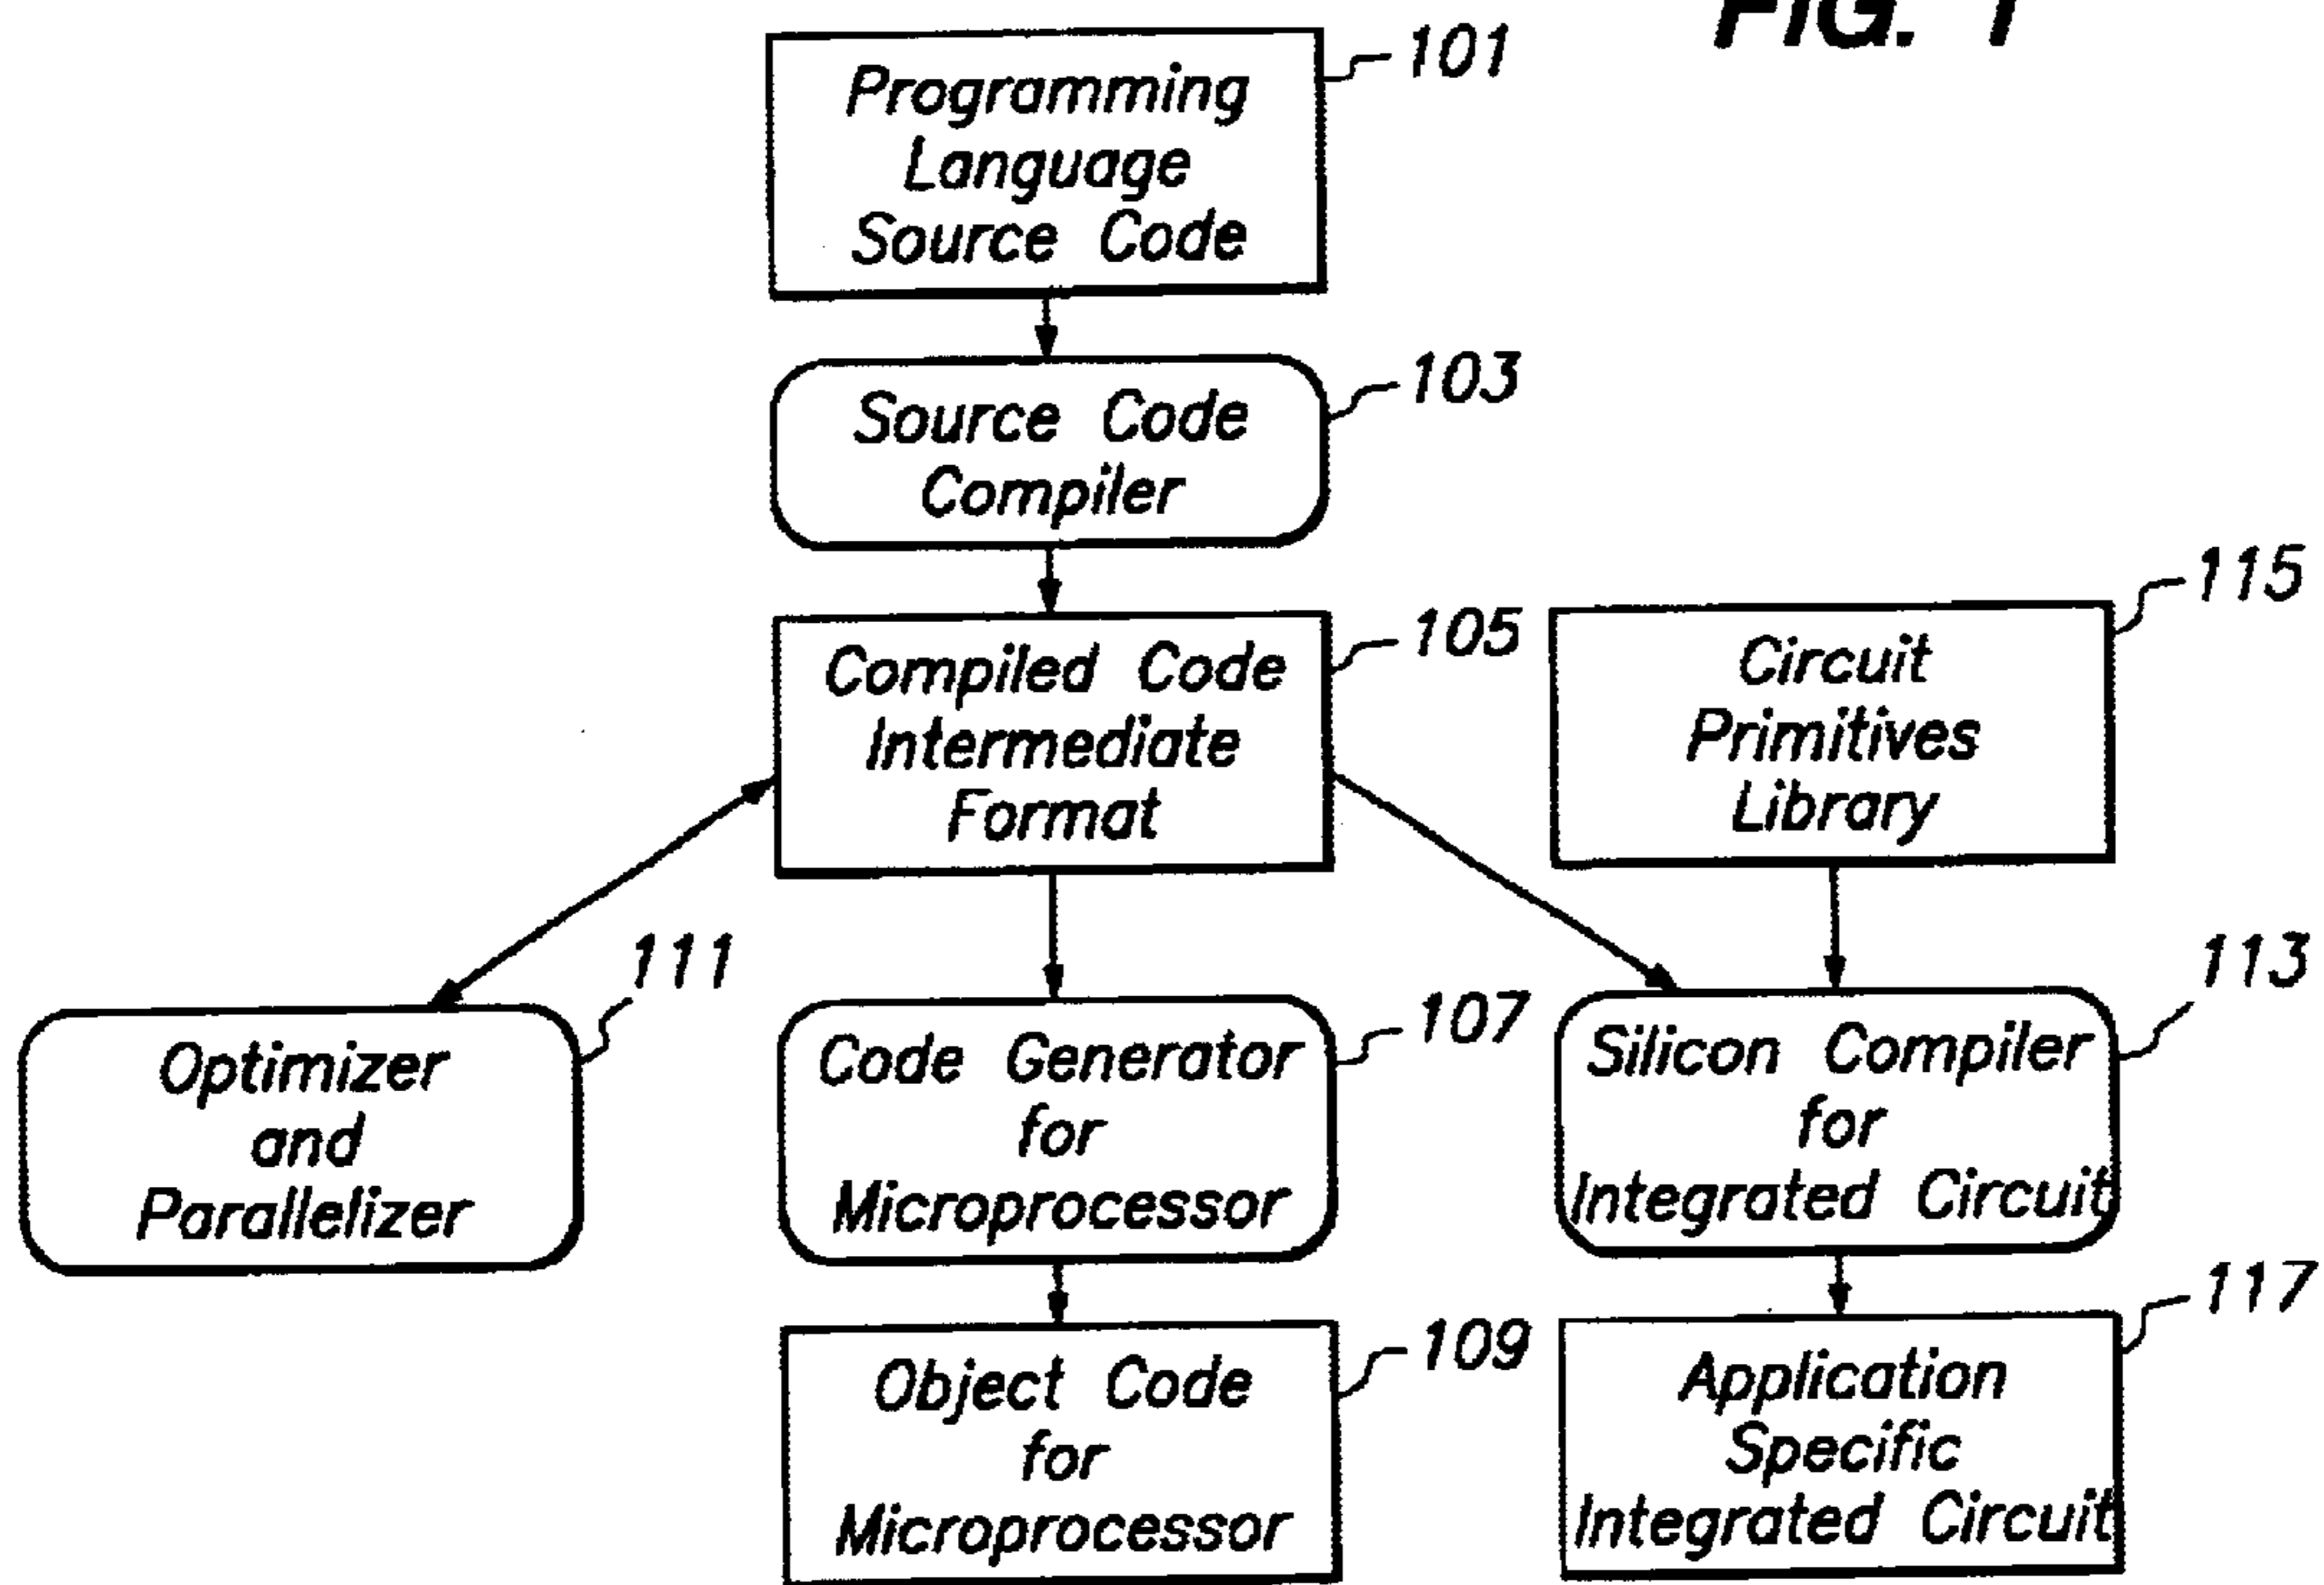 FIG. 1
101
Programming
Language
Source Code
103
Source Code
Compiler
105
Compiled Code
Intermediate
Format
115
Circuit
Primitives
Library
111
Optimizer
and
Parallelizer
107
Code Generator
for
Microprocessor
113
Silicon Compiler
for
Integrated Circuit
109
Object Code
for
Microprocessor
117
Application
Specific
Integrated Circuit